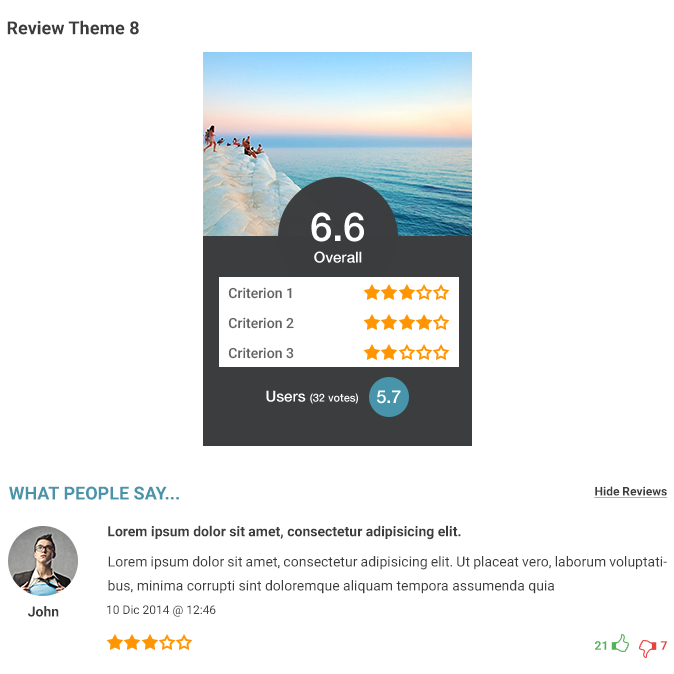 Review Theme 8
6.6
Overall
Criterion 1
Criterion 2
Criterion 3
Users (32 votes) 5.7
WHAT PEOPLE SAY...
Hide Reviews
Lorem ipsum dolor sit amet, consectetur adipisicing elit.
Lorem ipsum dolor sit amet, consectetur adipisicing elit. Ut placeat vero, laborum voluptati-
bus, minima corrupti sint doloremque aliquam tempora assumenda quia
John
10 Dic 2014 @ 12:46
21 7